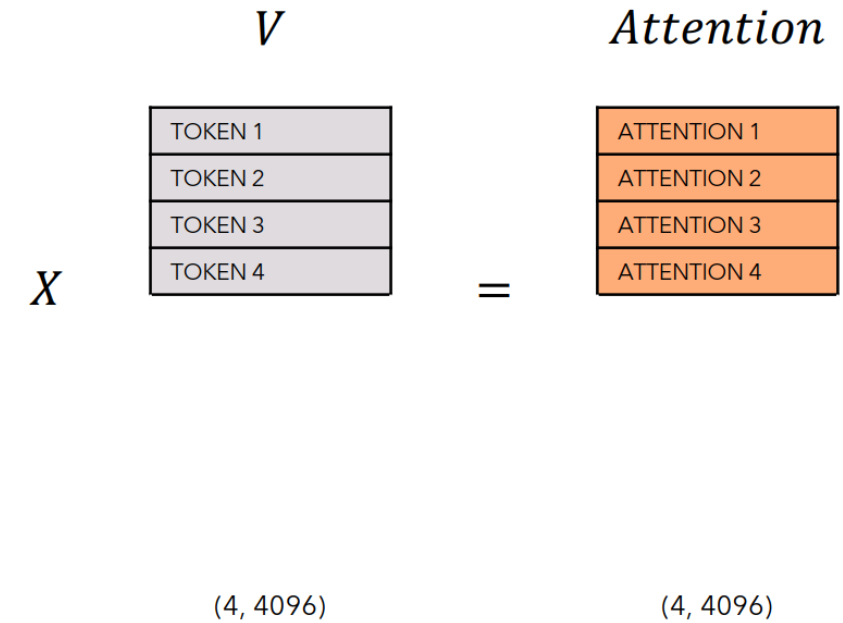 V
Attention
TOKEN 1
TOKEN 2
TOKEN 3
TOKEN 4
X
=
ATTENTION 1
ATTENTION 2
ATTENTION 3
ATTENTION 4
(4, 4096)
(4, 4096)